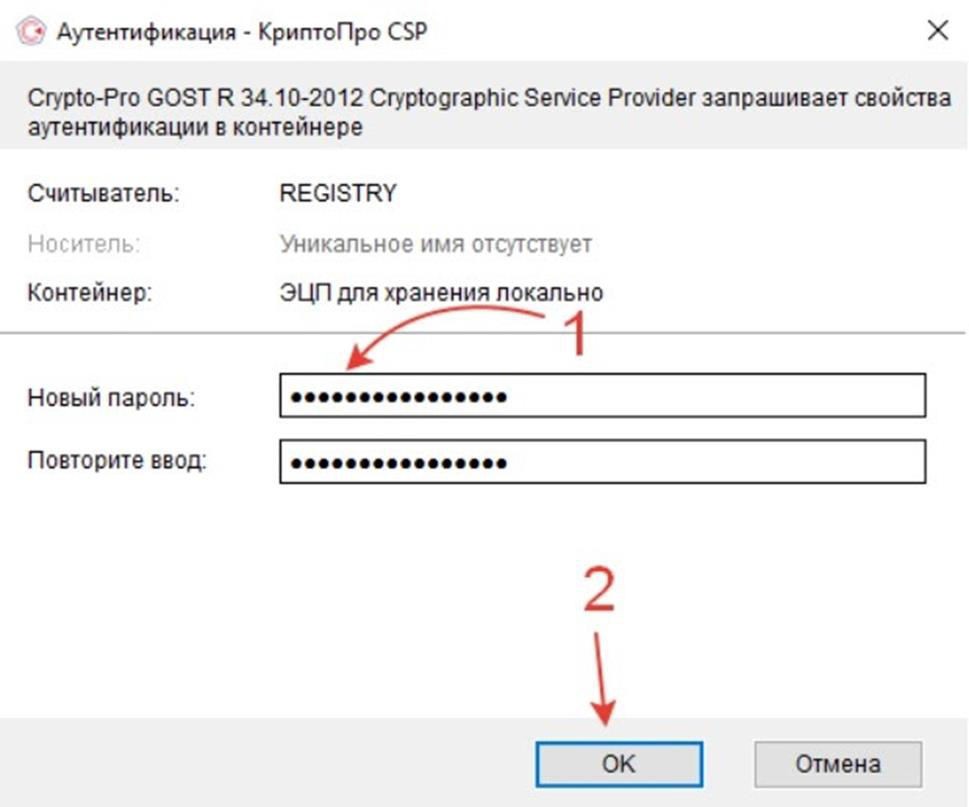 Аутентификация - КриптоПро CSP
Crypto-Pro GOST R 34.10-2012 Cryptographic Service Provider запрашивает свойства
аутентификации в контейнере
Считыватель: REGISTRY
Носитель: Уникальное имя отсутствует
Контейнер: ЭЦП для хранения локально
1
Новый пароль: ●●●●●●●●●●●●●●●●
Повторите ввод: ●●●●●●●●●●●●●●●●
2
OK Отмена